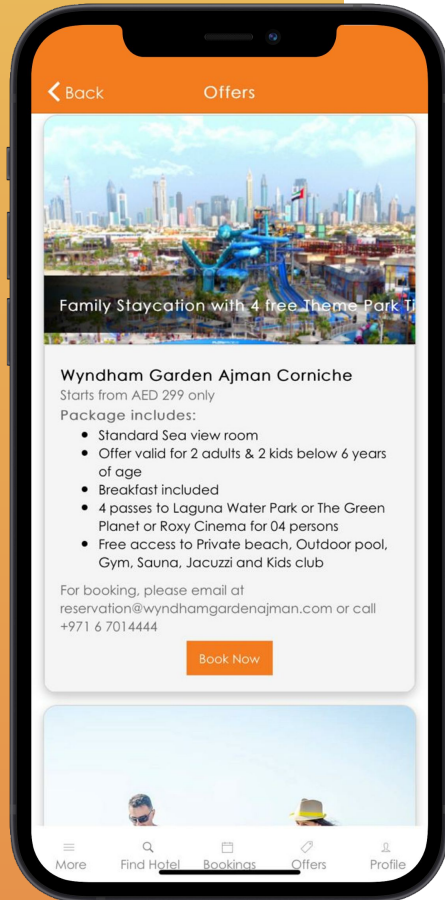 Back
Offers
Family Staycation with 4 free Theme Park Ti
Wyndham Garden Ajman Corniche
Starts from AED 299 only
Package includes:
• Standard Sea view room
• Offer valid for 2 adults & 2 kids below 6 years
of age
• Breakfast included
• 4 passes to Laguna Water Park or The Green
Planet or Roxy Cinema for 04 persons
• Free access to Private beach, Outdoor pool,
Gym, Sauna, Jacuzzi and Kids club
For booking, please email at
reservation@wyndhamgardenajman.com or call
+971 6 7014444
Book Now
More
Find Hotel
Bookings
Offers
Profile